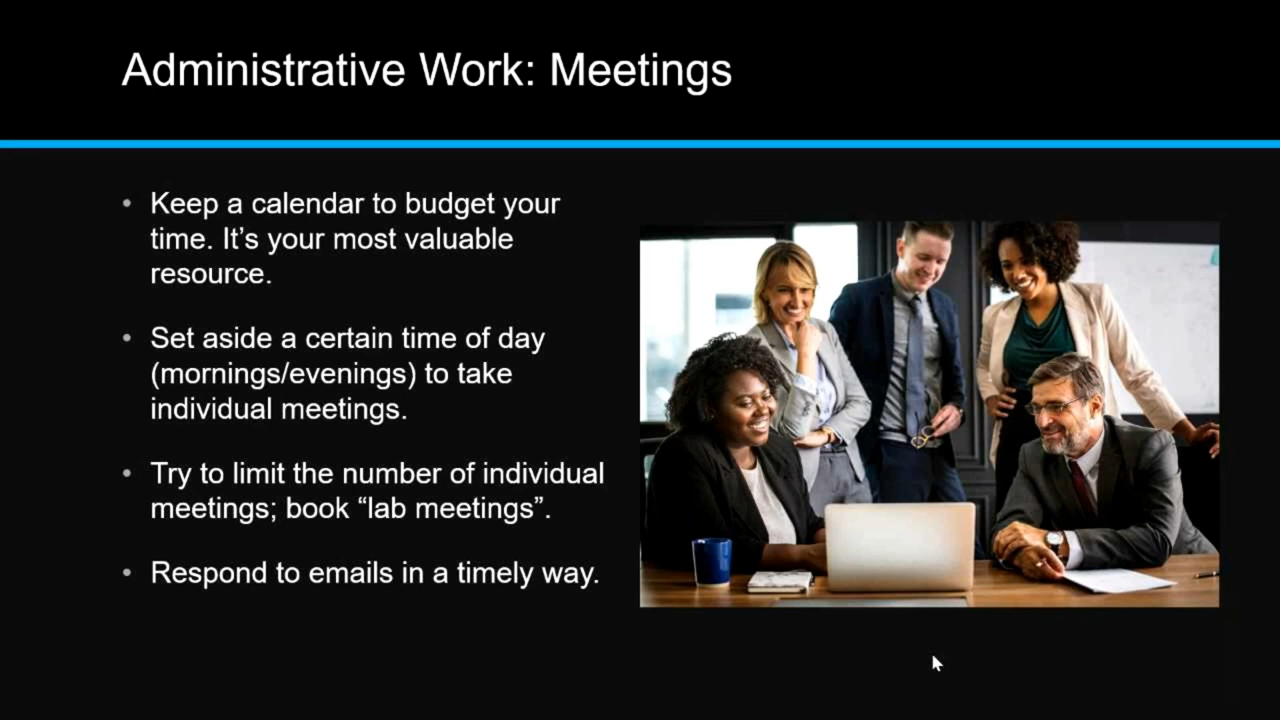 Administrative Work: Meetings
• Keep a calendar to budget your
time. It’s your most valuable
resource.
• Set aside a certain time of day
(mornings/evenings) to take
individual meetings.
• Try to limit the number of individual
meetings; book “lab meetings”.
• Respond to emails in a timely way.